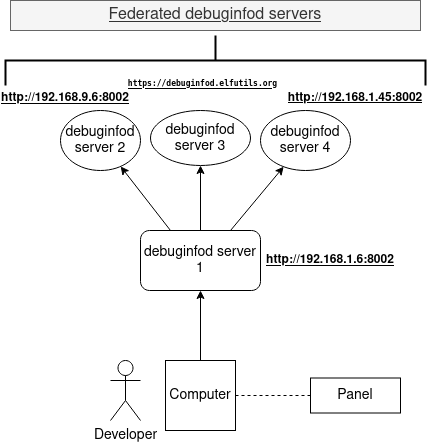 Federated debuginfod servers
https://debuginfod.elfutils.org
http://192.168.9.6:8002
http://192.168.1.45:8002
debuginfod
server 2
debuginfod
server 3
debuginfod
server 4
debuginfod server
1
http://192.168.1.6:8002
Computer
Panel
Developer